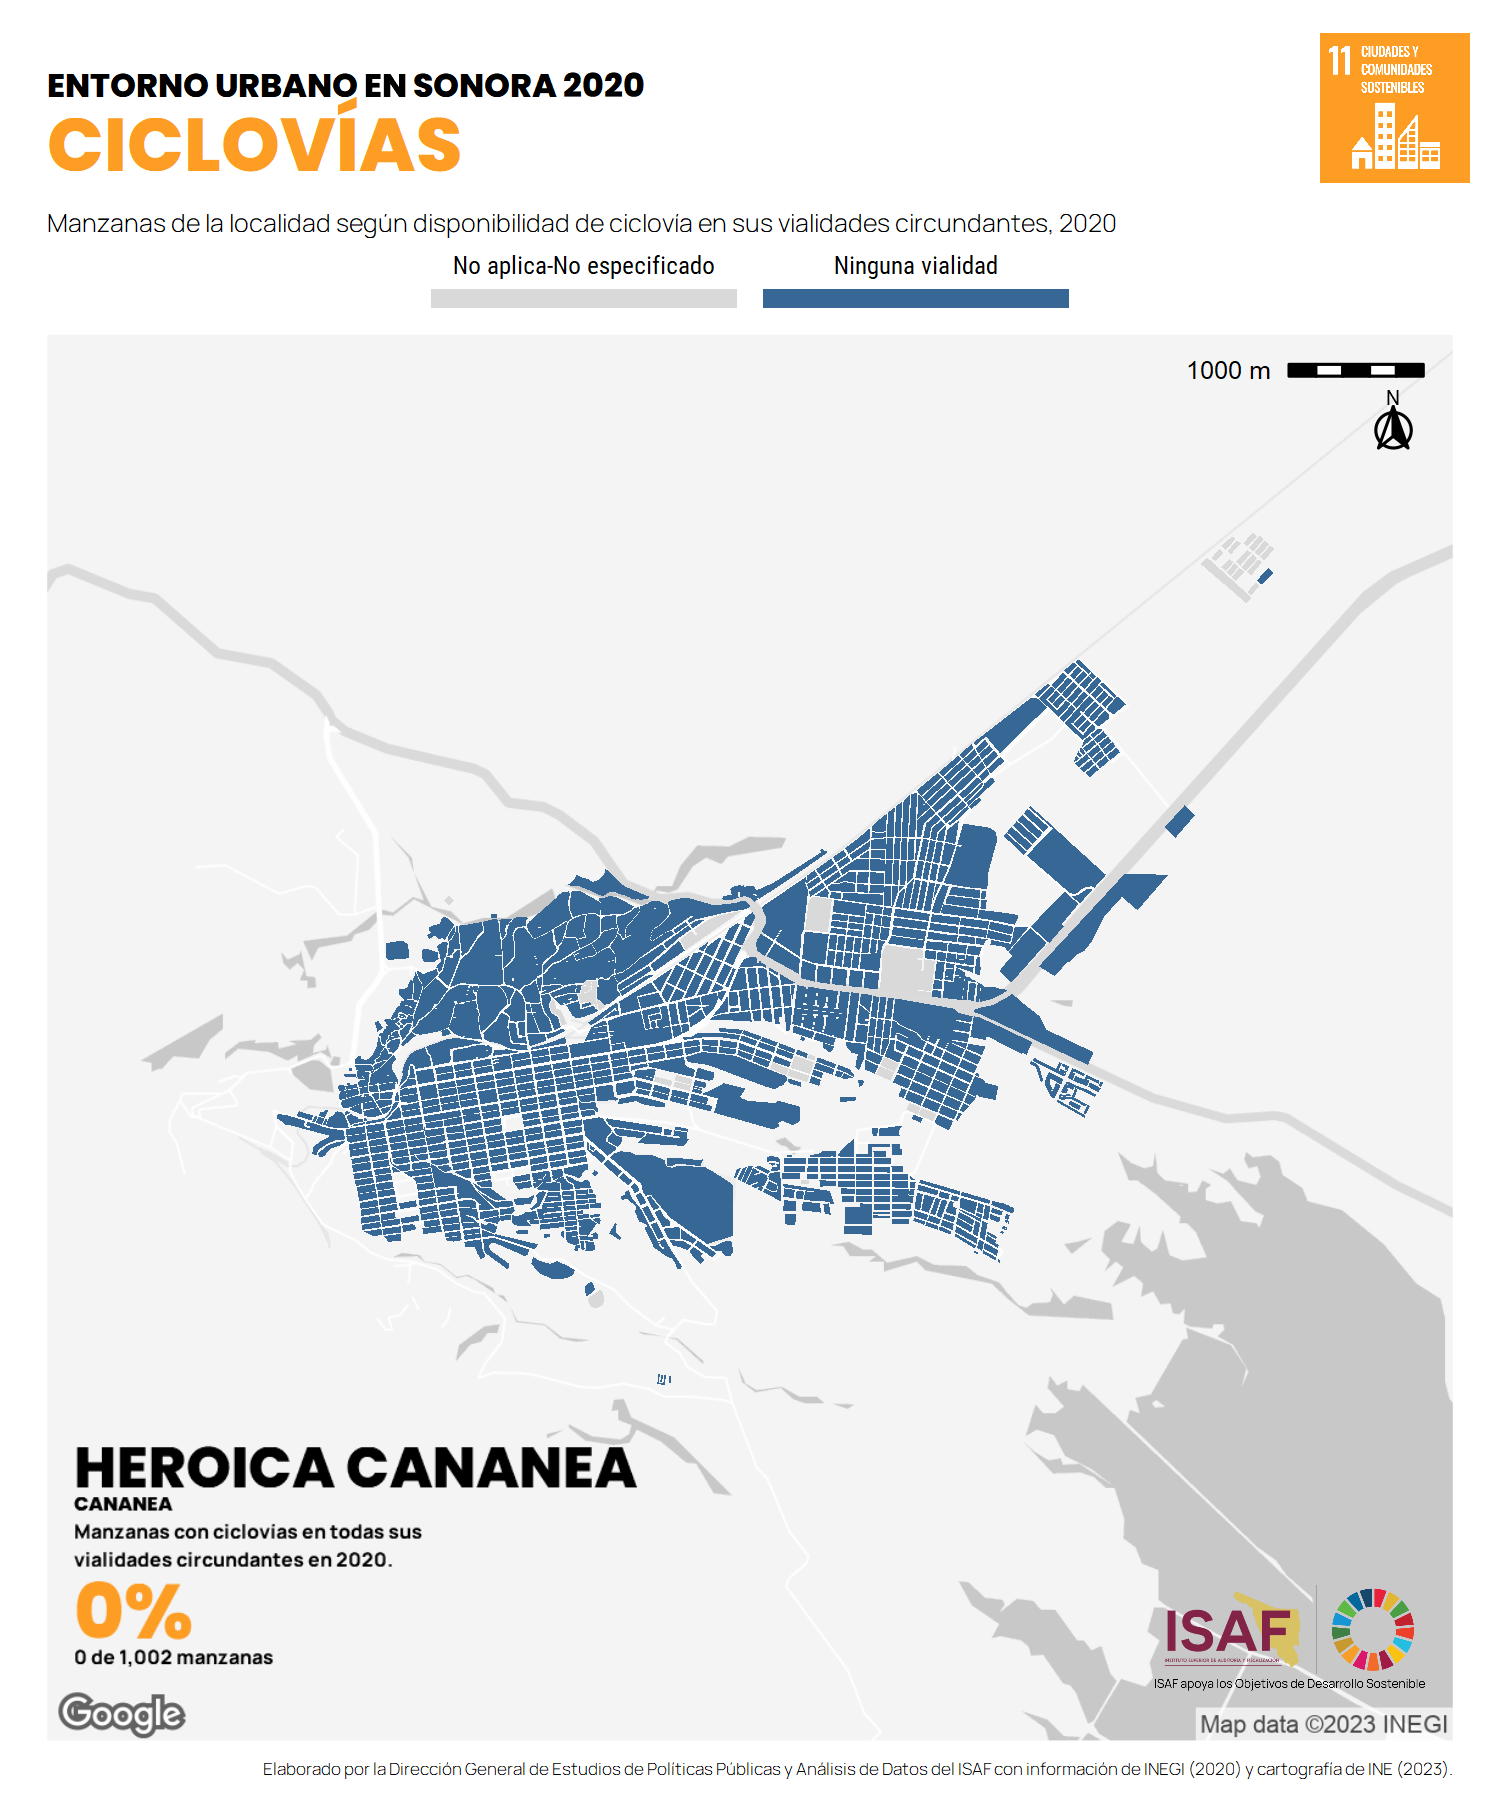 ENTORNO URBANO EN SONORA 2020
CICLOVÍAS
11 CIUDADES Y
COMUNIDADES
SOSTENIBLES
Manzanas de la localidad según disponibilidad de ciclovía en sus vialidades circundantes, 2020
No aplica-No especificado
Ninguna vialidad
1000 m
N
HEROICA CANANEA
CANANEA
Manzanas con ciclovias en todas sus
vialidades circundantes en 2020.
0%
0 de 1,002 manzanas
ISAF
INSTITUTO SUPERIOR DE AUDITORÍA Y FISCALIZACIÓN
ISAF apoya los Objetivos de Desarrollo Sostenible
Google
Map data ©2023 INEGI
Elaborado por la Dirección General de Estudios de Políticas Públicas y Análisis de Datos del ISAF con información de INEGI (2020) y cartografía de INE (2023).